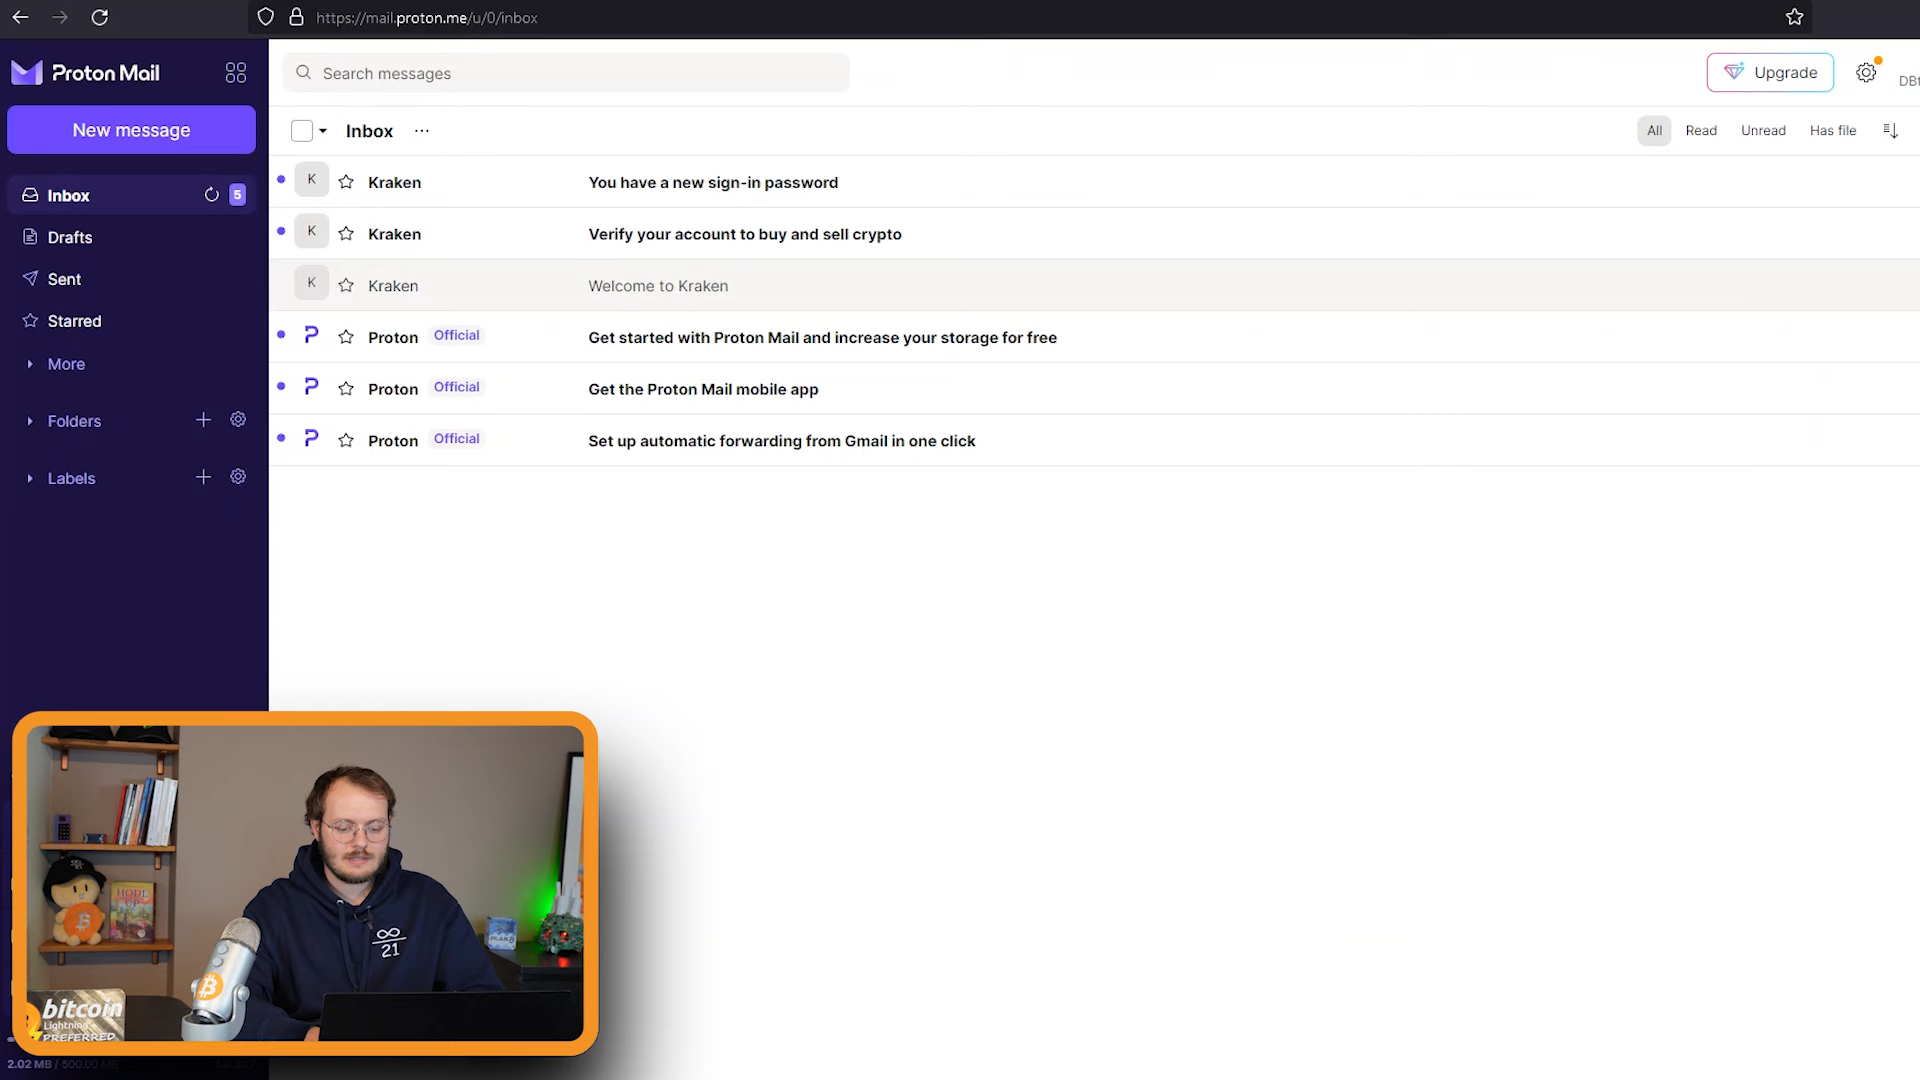 https://mail.proton.me/u/0/inbox
Proton Mail
Search messages
Upgrade
New message
Inbox
All
Read
Unread
Has file
Inbox
5
Drafts
Sent
Starred
More
Folders
Labels
K
Kraken
You have a new sign-in password
K
Kraken
Verify your account to buy and sell crypto
K
Kraken
Welcome to Kraken
Proton
Official
Get started with Proton Mail and increase your storage for free
Proton
Official
Get the Proton Mail mobile app
Proton
Official
Set up automatic forwarding from Gmail in one click
∞
21
bitcoin
Lightning
PREFERRED
2.02 MB / 500.00 MB